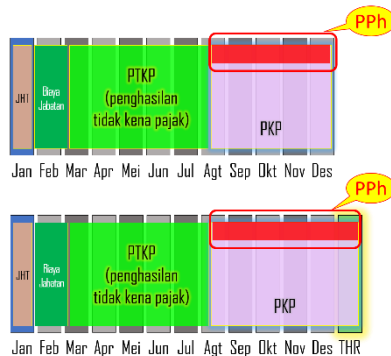 PPh
JHT
Biaya
Jabatan
PTKP
(penghasilan
tidak kena pajak)
PKP
Jan Feb Mar Apr Mei Jun Jul Agt Sep Okt Nov Des
PPh
JHT
Biaya
Jabatan
PTKP
(penghasilan
tidak kena pajak)
PKP
Jan Feb Mar Apr Mei Jun Jul Agt Sep Okt Nov Des THR